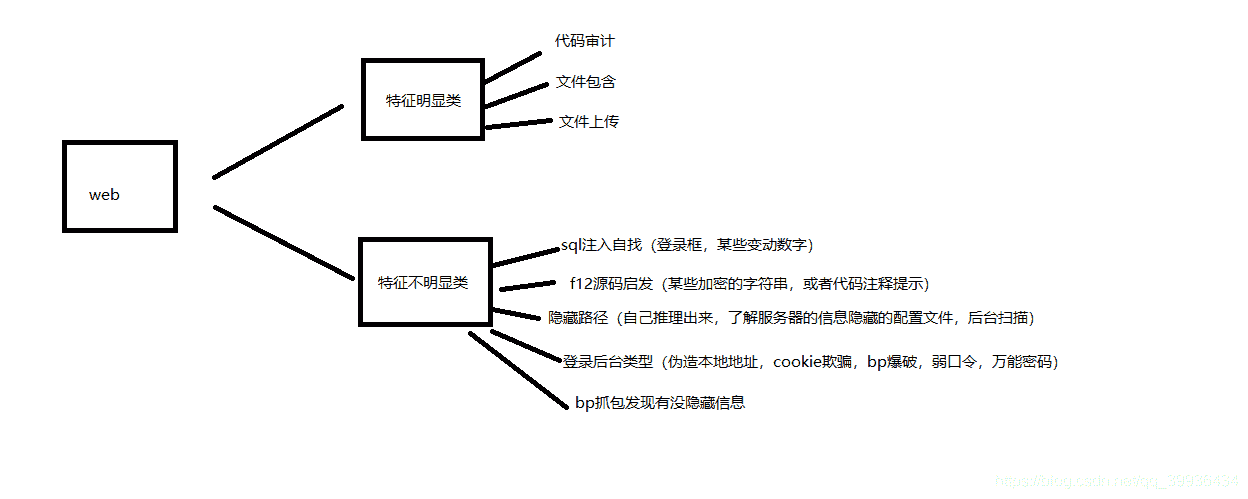 代码审计
特征明显类
文件包含
文件上传
web
sql注入自找（登录框，某些变动数字）
特征不明显类
f12源码启发（某些加密的字符串，或者代码注释提示）
隐藏路径（自己推理出来，了解服务器的信息隐藏的配置文件，后台扫描）
登录后台类型（伪造本地地址，cookie欺骗，bp爆破，弱口令，万能密码）
bp抓包发现有没隐藏信息
https://blog.csdn.net/qq_39936434